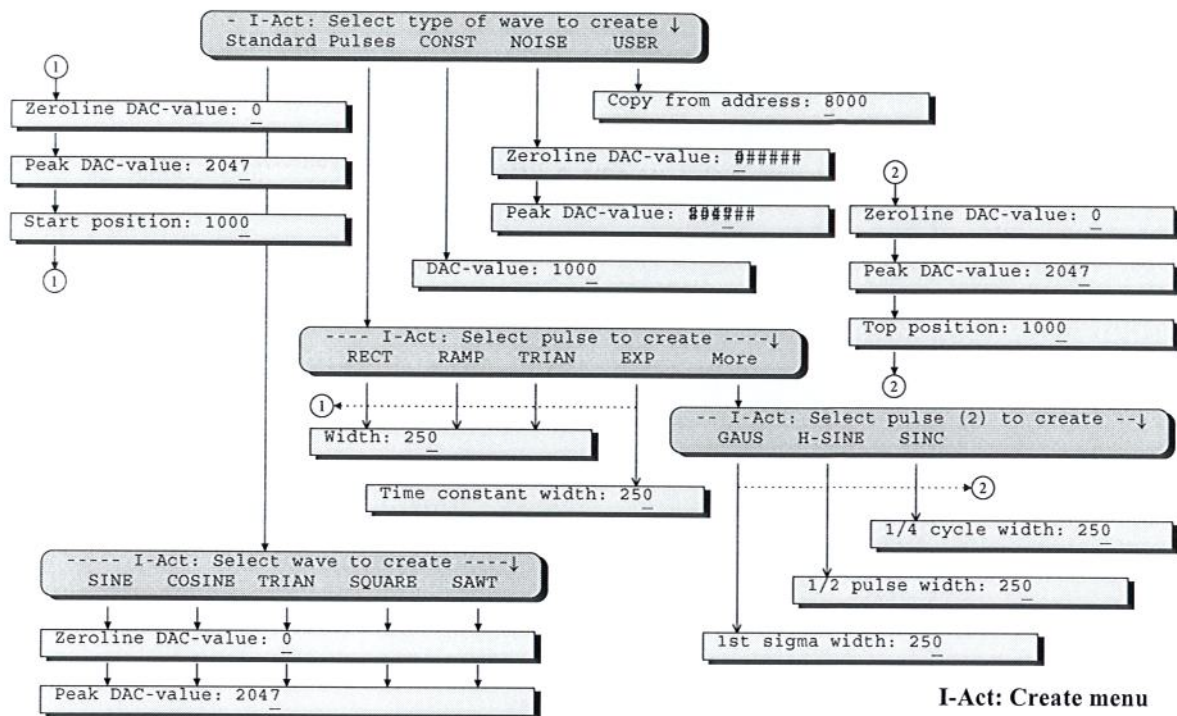 - I-Act: Select type of wave to create ↓
Standard Pulses CONST NOISE USER
1
Zeroline DAC-value: 0
Peak DAC-value: 2047
Start position: 1000
1
Copy from address: 8000
Zeroline DAC-value:
Peak DAC-value:
DAC-value: 1000
2
Zeroline DAC-value: 0
Peak DAC-value: 2047
Top position: 1000
2
---- I-Act: Select pulse to create ----↓
RECT RAMP TRIAN EXP More
1
Width: 250
Time constant width: 250
-- I-Act: Select pulse (2) to create --↓
GAUS H-SINE SINC
2
1/4 cycle width: 250
1/2 pulse width: 250
1st sigma width: 250
----- I-Act: Select wave to create ----↓
SINE COSINE TRIAN SQUARE SAWT
Zeroline DAC-value: 0
Peak DAC-value: 2047
I-Act: Create menu